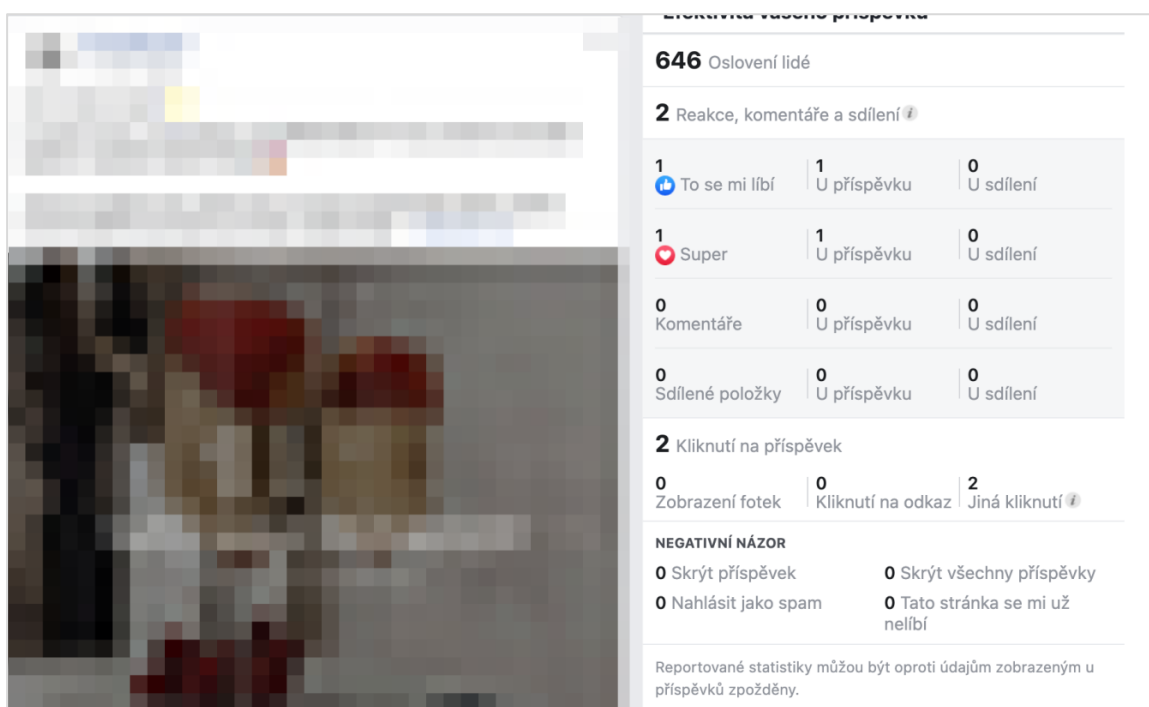 Efektivita vašeho příspěvku
646 Oslovení lidé
2 Reakce, komentáře a sdílení
1
To se mi líbí
1
U příspěvku
0
U sdílení
1
Super
1
U příspěvku
0
U sdílení
0
Komentáře
0
U příspěvku
0
U sdílení
0
Sdílené položky
0
U příspěvku
0
U sdílení
2 Kliknutí na příspěvek
0
Zobrazení fotek
0
Kliknutí na odkaz
2
Jiná kliknutí
NEGATIVNÍ NÁZOR
0 Skrýt příspěvek
0 Skrýt všechny příspěvky
0 Nahlásit jako spam
0 Tato stránka se mi už
nelíbí
Reportované statistiky můžou být oproti údajům zobrazeným u
příspěvků zpožděny.